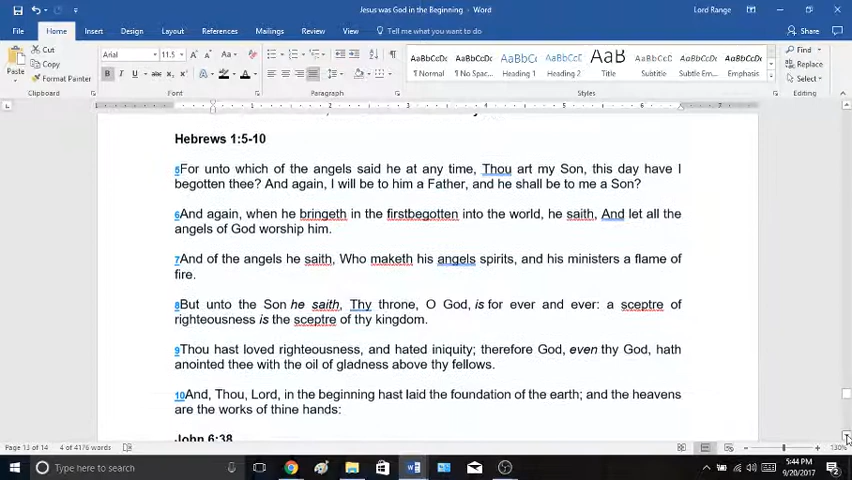 Jesus was God in the Beginning - Word
Lord Range
File Home Insert Draw Design Layout References Mailings Review View Tell me what you want to do Share
Paste
Cut
Copy
Format Painter
Clipboard
Arial 11.5
Font
Paragraph
AaBbCcDc AaBbCcDc AaBbC AaBbC AaB AaBbCcD AaBbCcDc AaBbCcDc
¶ Normal ¶ No Spac... Heading 1 Heading 2 Title Subtitle Subtle Em... Emphasis
Styles
Find
Replace
Select
Editing
Hebrews 1:5-10
5For unto which of the angels said he at any time, Thou art my Son, this day have I
begotten thee? And again, I will be to him a Father, and he shall be to me a Son?
6And again, when he bringeth in the firstbegotten into the world, he saith, And let all the
angels of God worship him.
7And of the angels he saith, Who maketh his angels spirits, and his ministers a flame of
fire.
8But unto the Son he saith, Thy throne, O God, is for ever and ever: a sceptre of
righteousness is the sceptre of thy kingdom.
9Thou hast loved righteousness, and hated iniquity; therefore God, even thy God, hath
anointed thee with the oil of gladness above thy fellows.
10And, Thou, Lord, in the beginning hast laid the foundation of the earth; and the heavens
are the works of thine hands:
John 6:38
Page 13 of 14 4 of 4176 words 130%
Type here to search
5:44 PM
9/20/2017